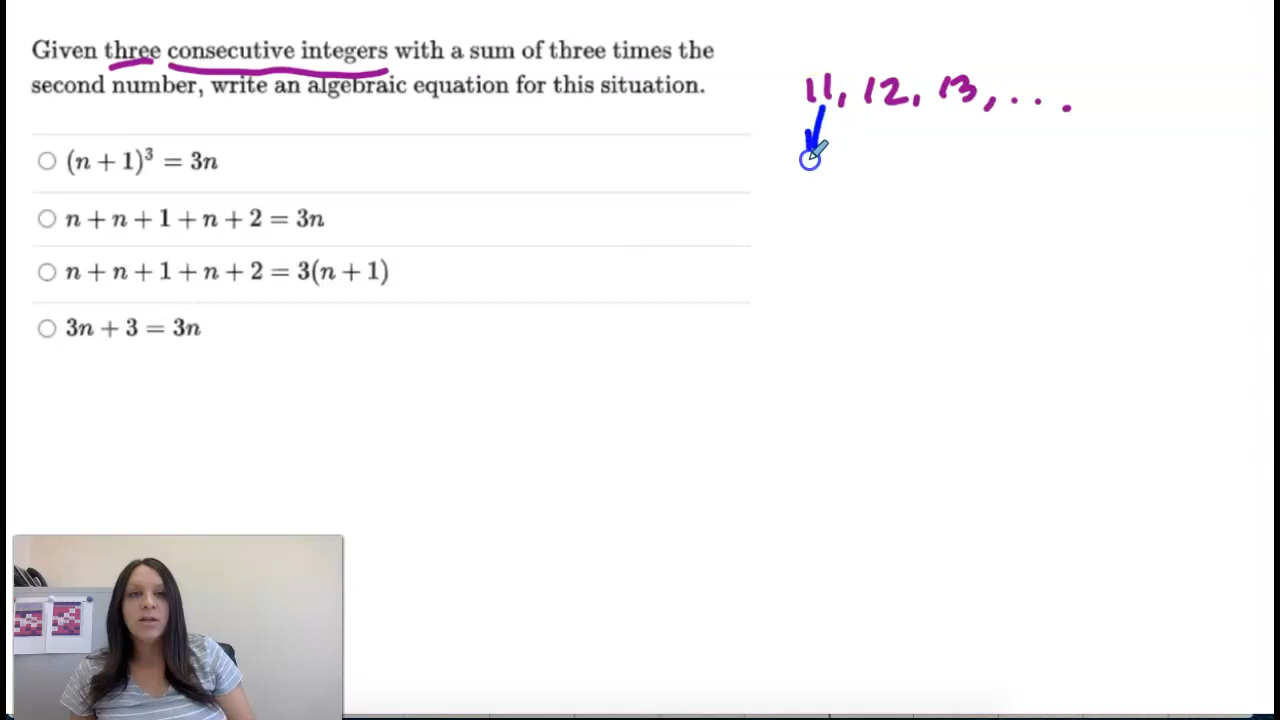 Given three consecutive integers with a sum of three times the
second number, write an algebraic equation for this situation.
(n + 1)³ = 3n
n + n + 1 + n + 2 = 3n
n + n + 1 + n + 2 = 3(n + 1)
3n + 3 = 3n
11, 12, 13, . . .